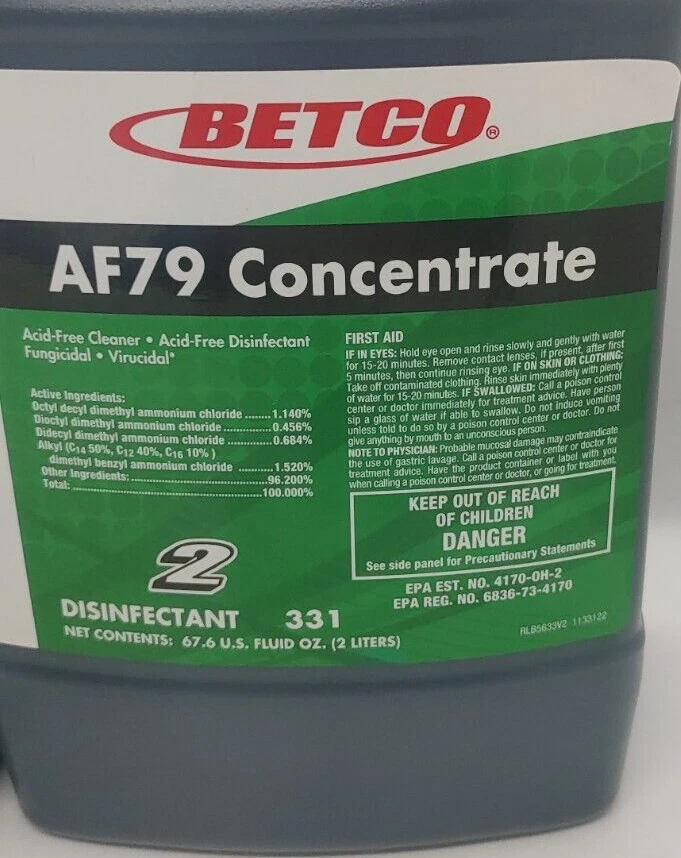 BETCO®
AF79 Concentrate
Acid-Free Cleaner • Acid-Free Disinfectant
Fungicidal • Virucidal*
Active Ingredients:
Octyl decyl dimethyl ammonium chloride ........1.140%
Dioctyl dimethyl ammonium chloride ..............0.456%
Didecyl dimethyl ammonium chloride .............0.684%
Alkyl (C14 50%, C12 40%, C16 10% )
dimethyl benzyl ammonium chloride ..........1.520%
Other Ingredients:........................................96.200%
Total:........................................................100.000%
2
DISINFECTANT 331
NET CONTENTS: 67.6 U.S. FLUID OZ. (2 LITERS)
FIRST AID
IF IN EYES: Hold eye open and rinse slowly and gently with water
for 15-20 minutes. Remove contact lenses, if present, after first
5 minutes, then continue rinsing eye. IF ON SKIN OR CLOTHING:
Take off contaminated clothing. Rinse skin immediately with plenty
of water for 15-20 minutes. IF SWALLOWED: Call a poison control
center or doctor immediately for treatment advice. Have person
sip a glass of water if able to swallow. Do not induce vomiting
unless told to do so by a poison control center or doctor. Do not
give anything by mouth to an unconscious person.
NOTE TO PHYSICIAN: Probable mucosal damage may contraindicate
the use of gastric lavage. Call a poison control center or doctor for
treatment advice. Have the product container or label with you
when calling a poison control center or doctor, or going for treatment.
KEEP OUT OF REACH
OF CHILDREN
DANGER
See side panel for Precautionary Statements
EPA EST. NO. 4170-OH-2
EPA REG. NO. 6836-73-4170
RLB5633V2 1133122